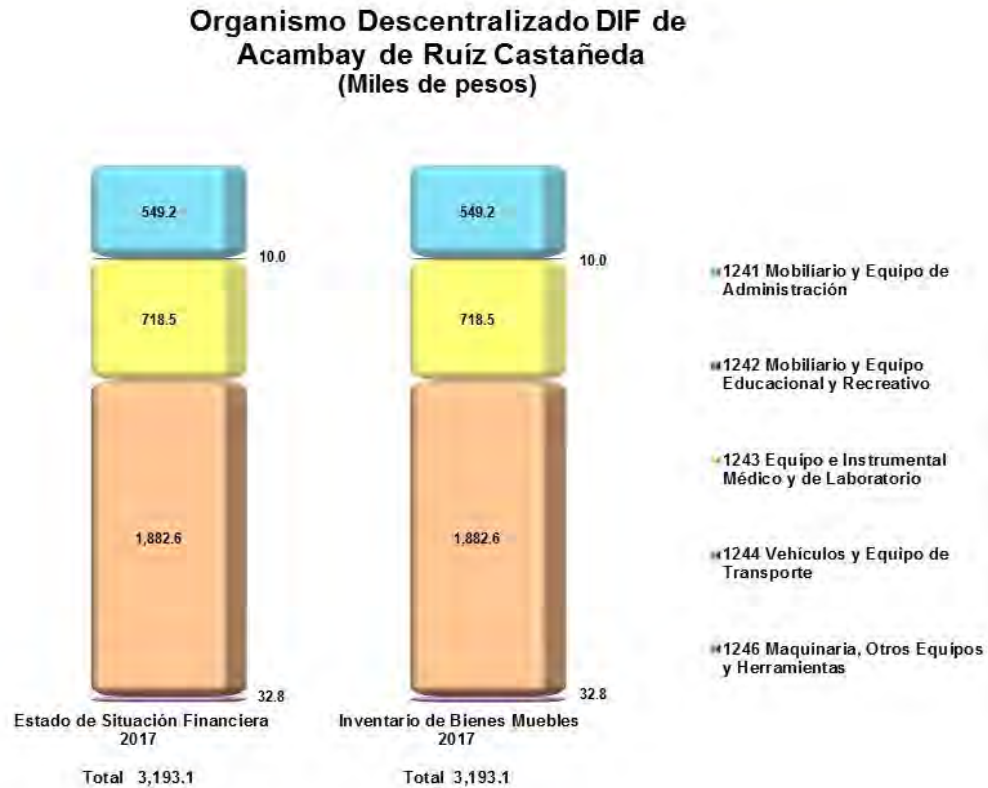 Organismo Descentralizado DIF de
Acambay de Ruíz Castañeda
(Miles de pesos)
549.2
10.0
718.5
1,882.6
32.8
Estado de Situación Financiera
2017
Total 3,193.1
549.2
10.0
718.5
1,882.6
32.8
Inventario de Bienes Muebles
2017
Total 3,193.1
1241 Mobiliario y Equipo de
Administración
1242 Mobiliario y Equipo
Educacional y Recreativo
1243 Equipo e Instrumental
Médico y de Laboratorio
1244 Vehículos y Equipo de
Transporte
1246 Maquinaria, Otros Equipos
y Herramientas